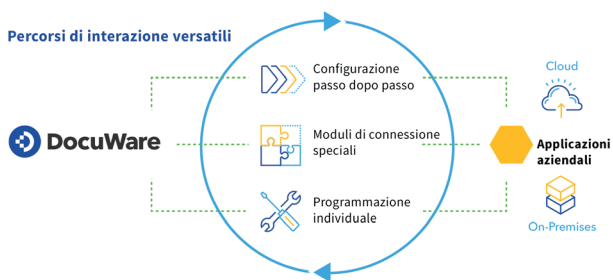 Percorsi di interazione versatili
Configurazione
passo dopo passo
Cloud
DocuWare
Moduli di connessione
speciali
Applicazioni
aziendali
Programmazione
individuale
On-Premises